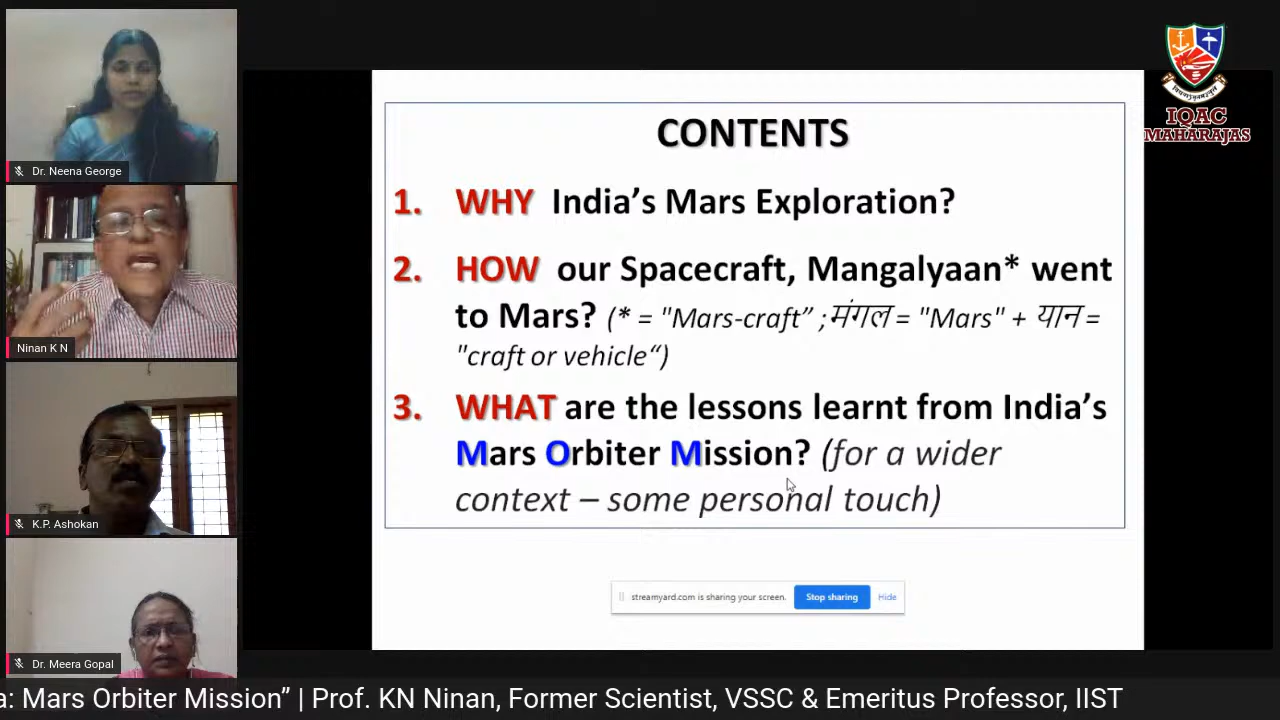 Dr. Neena George
Ninan K N
K.P. Ashokan
Dr. Meera Gopal
CONTENTS
1. WHY India’s Mars Exploration?
2. HOW our Spacecraft, Mangalyaan* went
to Mars? (* = "Mars-craft” ;मंगल = "Mars" + यान =
"craft or vehicle“)
3. WHAT are the lessons learnt from India’s
Mars Orbiter Mission? (for a wider
context – some personal touch)
streamyard.com is sharing your screen. Stop sharing Hide
IQAC
MAHARAJAS
a: Mars Orbiter Mission” | Prof. KN Ninan, Former Scientist, VSSC & Emeritus Professor, IIST